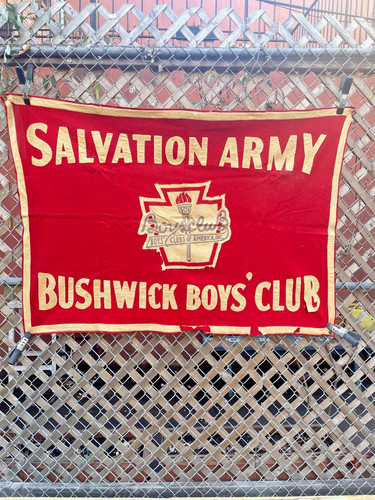 SALVATION ARMY
Boys' Club
BOYS' CLUBS OF AMERICA, INC.
BUSHWICK BOYS' CLUB